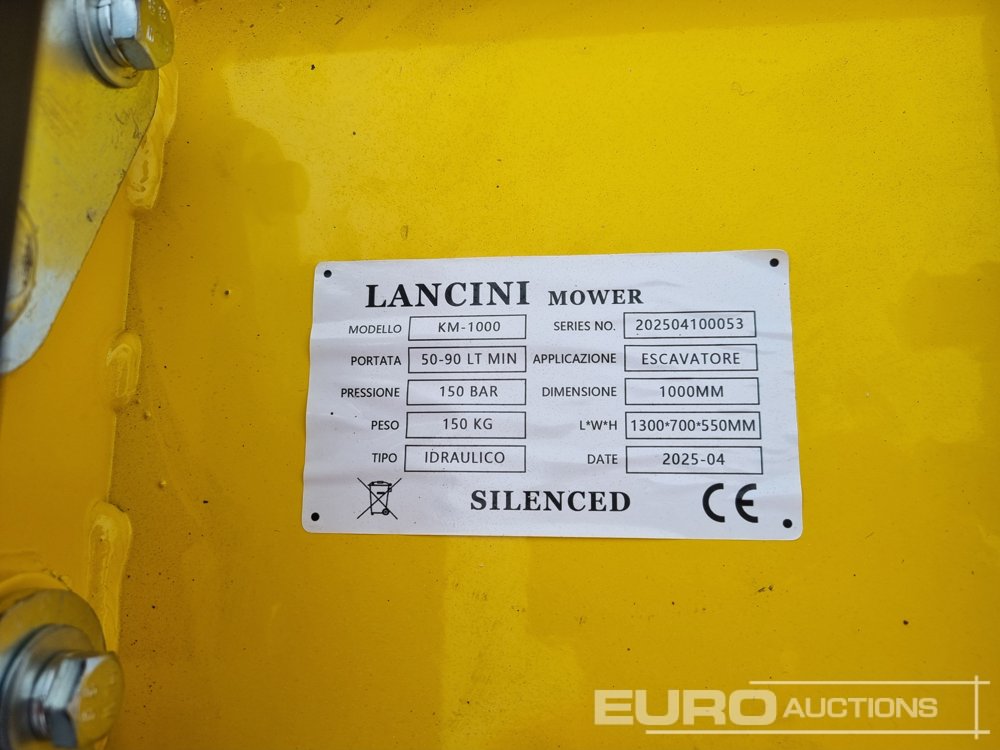 LANCINI MOWER
MODELLO KM-1000 SERIES NO. 202504100053
PORTATA 50-90 LT MIN APPLICAZIONE ESCAVATORE
PRESSIONE 150 BAR DIMENSIONE 1000MM
PESO 150 KG L*W*H 1300*700*550MM
TIPO IDRAULICO DATE 2025-04
SILENCED CE
EURO AUCTIONS